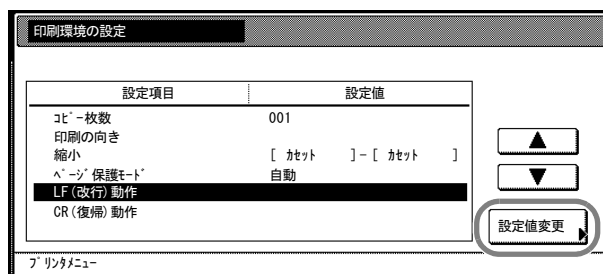 印刷環境の設定
設定項目 設定値
ｺﾋﾟｰ枚数 001
印刷の向き
縮小 [ ｶｾｯﾄ ]-[ ｶｾｯﾄ ]
ﾍﾟｰｼﾞ保護ﾓｰﾄﾞ 自動
LF(改行)動作
CR(復帰)動作
設定値変更
ﾌﾟﾘﾝﾀﾒﾆｭｰ